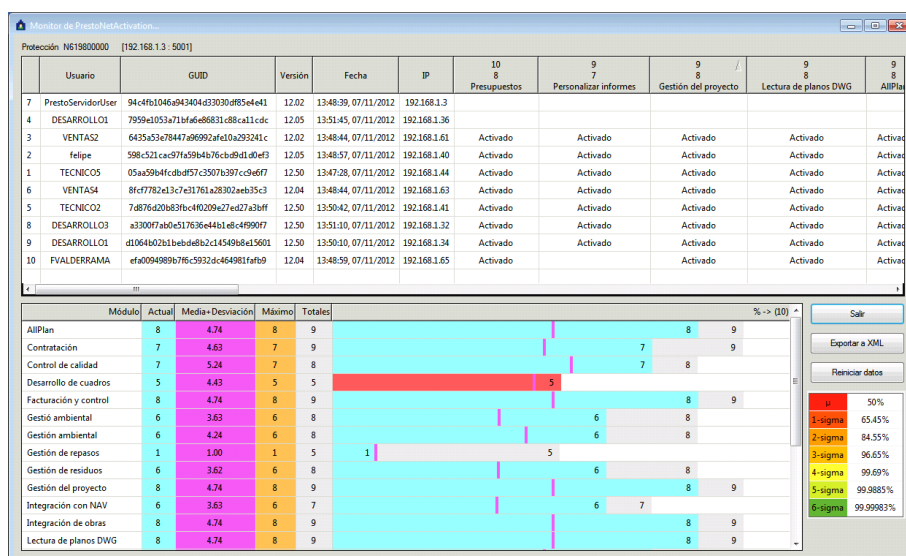 Monitor de PrestoNetActivation...
Protección N619800000 [192.168.1.3 : 5001]
10 9 9 9 9
8 7 8 8 8
Usuario GUID Versión Fecha IP Presupuestos Personalizar informes Gestión del proyecto Lectura de planos DWG AllPlan
7 PrestoServidorUser 94c4fb1046a943404d33030df85e4e41 12.02 13:48:39, 07/11/2012 192.168.1.3
4 DESARROLLO1 7959e1053a71bfa6e86831c88ca11cdc 12.05 13:51:45, 07/11/2012 192.168.1.36
3 VENTAS2 6435a53e78447a96992afe10a293241c 12.02 13:48:44, 07/11/2012 192.168.1.61 Activado Activado Activado Activado Activad
2 felipe 598c521cac97fa59b4b76cbd9d1d0ef3 12.05 13:48:57, 07/11/2012 192.168.1.40 Activado Activado Activado Activado Activad
1 TECNICO5 05aa59b4fcdbdf57c3507b397cc9e6f7 12.50 13:47:28, 07/11/2012 192.168.1.44 Activado Activado Activado Activado Activad
6 VENTAS4 8fcf7782e13c7e31761a28302aeb35c3 12.04 13:48:44, 07/11/2012 192.168.1.63 Activado Activado Activado Activado Activad
5 TECNICO2 7d876d20b83fbc4f0209e27ed27a3bff 12.50 13:50:42, 07/11/2012 192.168.1.41 Activado Activado Activado Activado Activad
8 DESARROLLO3 a3300f7ab0e517636e44b1e8c4f990f7 12.50 13:51:10, 07/11/2012 192.168.1.32 Activado Activado Activado Activado Activad
9 DESARROLLO1 d1064b02b1bebde8b2c14549b8e15601 12.50 13:50:10, 07/11/2012 192.168.1.34 Activado Activado Activado Activado Activad
10 FVALDERRAMA efa0094989b7f6c5932dc464981fafb9 12.04 13:48:59, 07/11/2012 192.168.1.65 Activado Activado Activado Activad
Módulo Actual Media+Desviación Máximo Totales % -> (10)
AllPlan 8 4.74 8 9 8 9
Contratación 7 4.63 7 9 7 9
Control de calidad 7 5.24 7 8 7 8
Desarrollo de cuadros 5 4.43 5 5 5
Facturación y control 8 4.74 8 9 8 9
Gestió ambiental 6 3.63 6 8 6 8
Gestión ambiental 6 4.24 6 8 6 8
Gestión de repasos 1 1.00 1 5 1 5
Gestión de residuos 6 3.62 6 8 6 8
Gestión del proyecto 8 4.74 8 9 8 9
Integración con NAV 6 3.63 6 7 6 7
Integración de obras 8 4.74 8 9 8 9
Lectura de planos DWG 8 4.74 8 9 8 9
Salir
Exportar a XML
Reiniciar datos
μ 50%
1-sigma 65.45%
2-sigma 84.55%
3-sigma 96.65%
4-sigma 99.69%
5-sigma 99.9885%
6-sigma 99.99983%